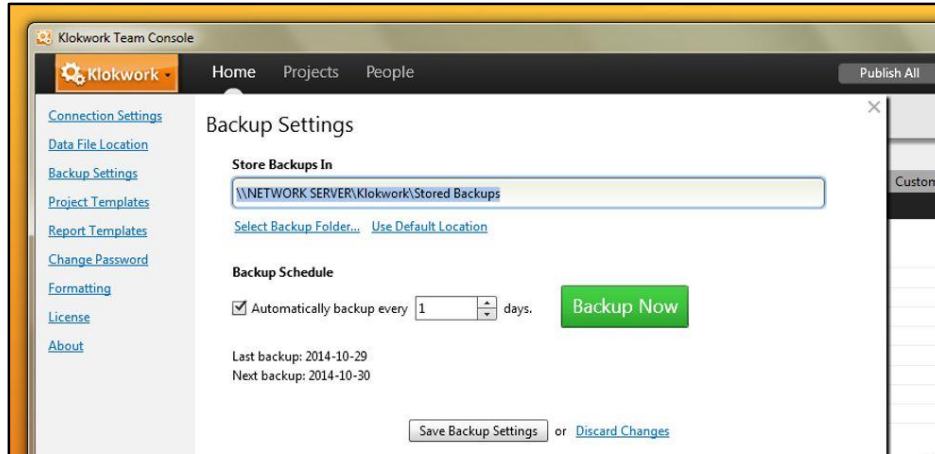 Klokwork Team Console
Klokwork
Home Projects People
Publish All
Connection Settings
Data File Location
Backup Settings
Project Templates
Report Templates
Change Password
Formatting
License
About
Backup Settings
Store Backups In
\\NETWORK SERVER\Klokwork\Stored Backups
Select Backup Folder... Use Default Location
Backup Schedule
Automatically backup every 1 days.
Backup Now
Last backup: 2014-10-29
Next backup: 2014-10-30
Save Backup Settings or Discard Changes
Custom